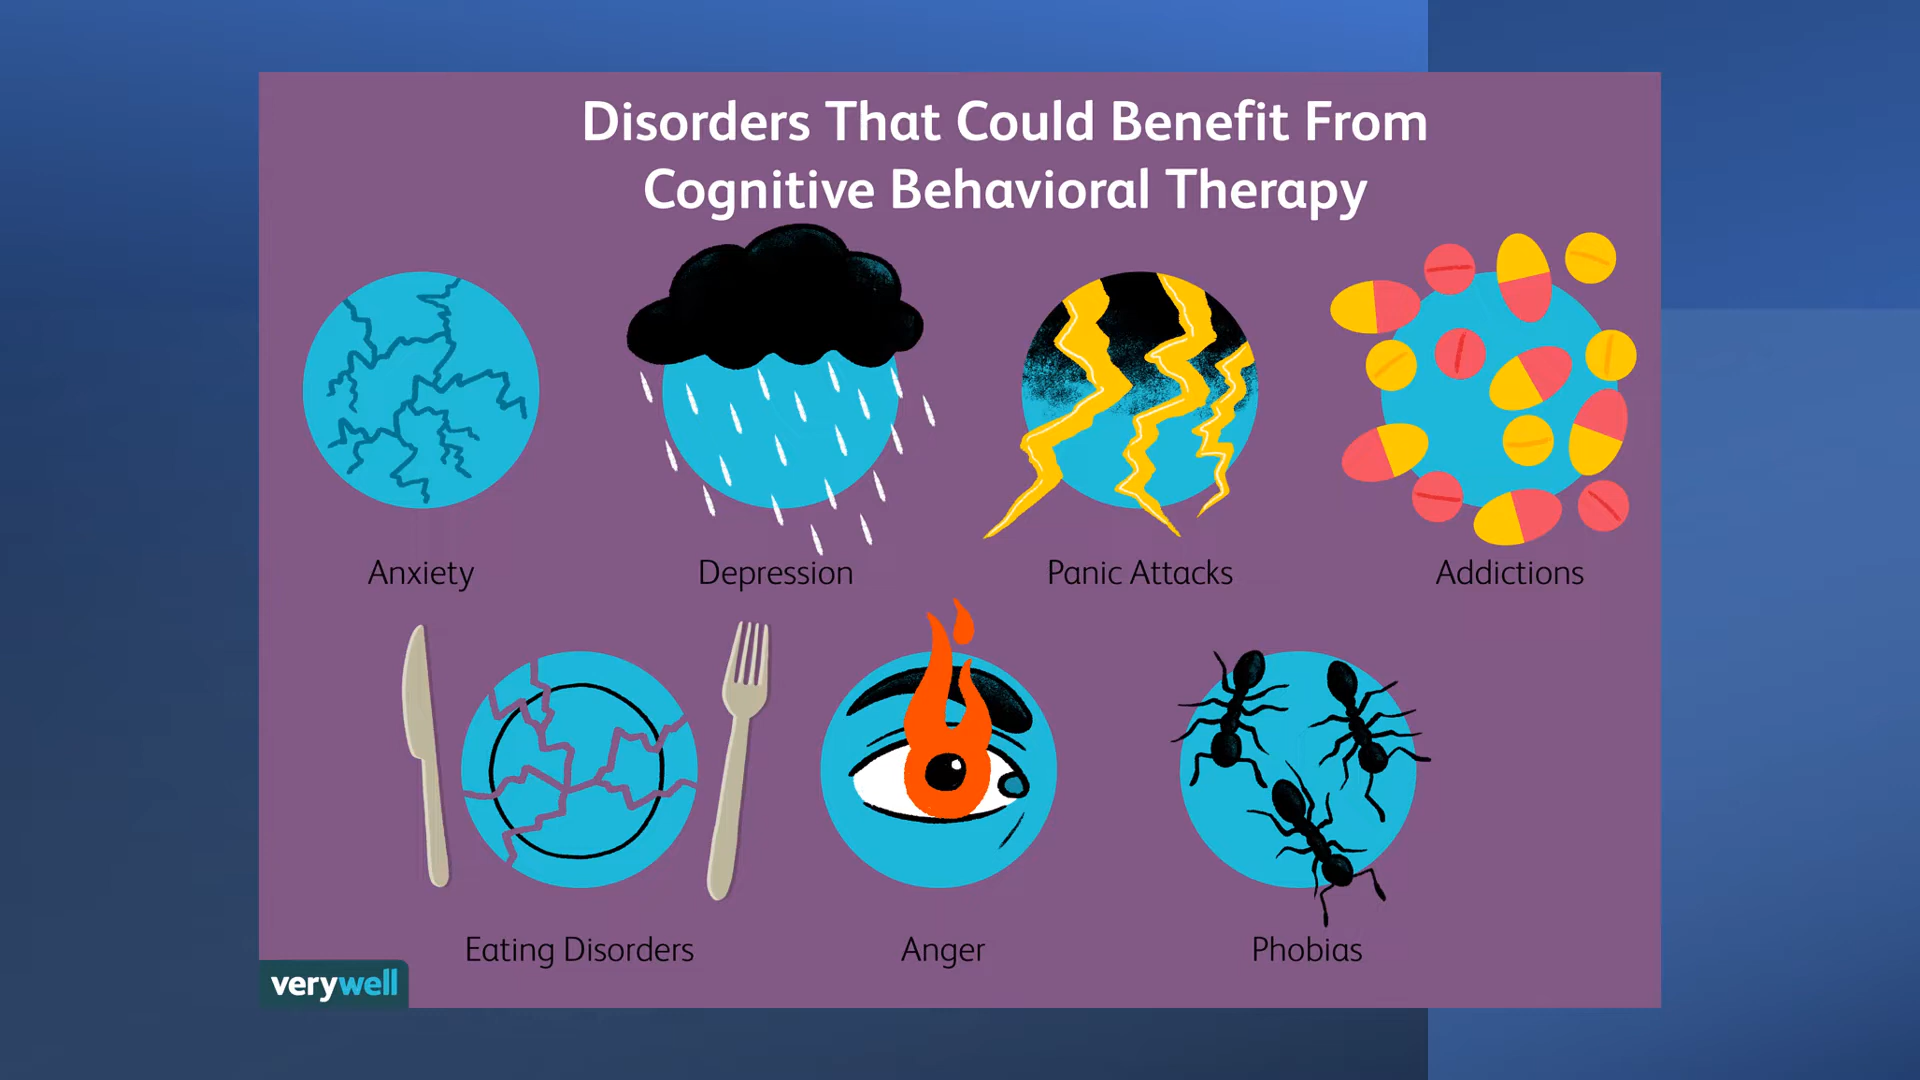 Disorders That Could Benefit From
Cognitive Behavioral Therapy
Anxiety
Depression
Panic Attacks
Addictions
Eating Disorders
Anger
Phobias
verywell